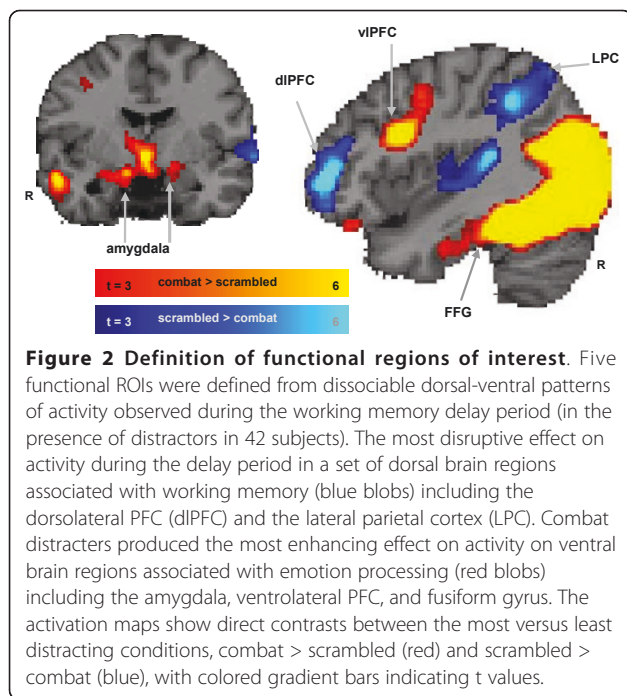 vlPFC
LPC
dlPFC
R
amygdala
t = 3 combat > scrambled 6
t = 3 scrambled > combat 6
FFG
R
Figure 2 Definition of functional regions of interest. Five
functional ROIs were defined from dissociable dorsal-ventral patterns
of activity observed during the working memory delay period (in the
presence of distractors in 42 subjects). The most disruptive effect on
activity during the delay period in a set of dorsal brain regions
associated with working memory (blue blobs) including the
dorsolateral PFC (dlPFC) and the lateral parietal cortex (LPC). Combat
distracters produced the most enhancing effect on activity on ventral
brain regions associated with emotion processing (red blobs)
including the amygdala, ventrolateral PFC, and fusiform gyrus. The
activation maps show direct contrasts between the most versus least
distracting conditions, combat > scrambled (red) and scrambled >
combat (blue), with colored gradient bars indicating t values.